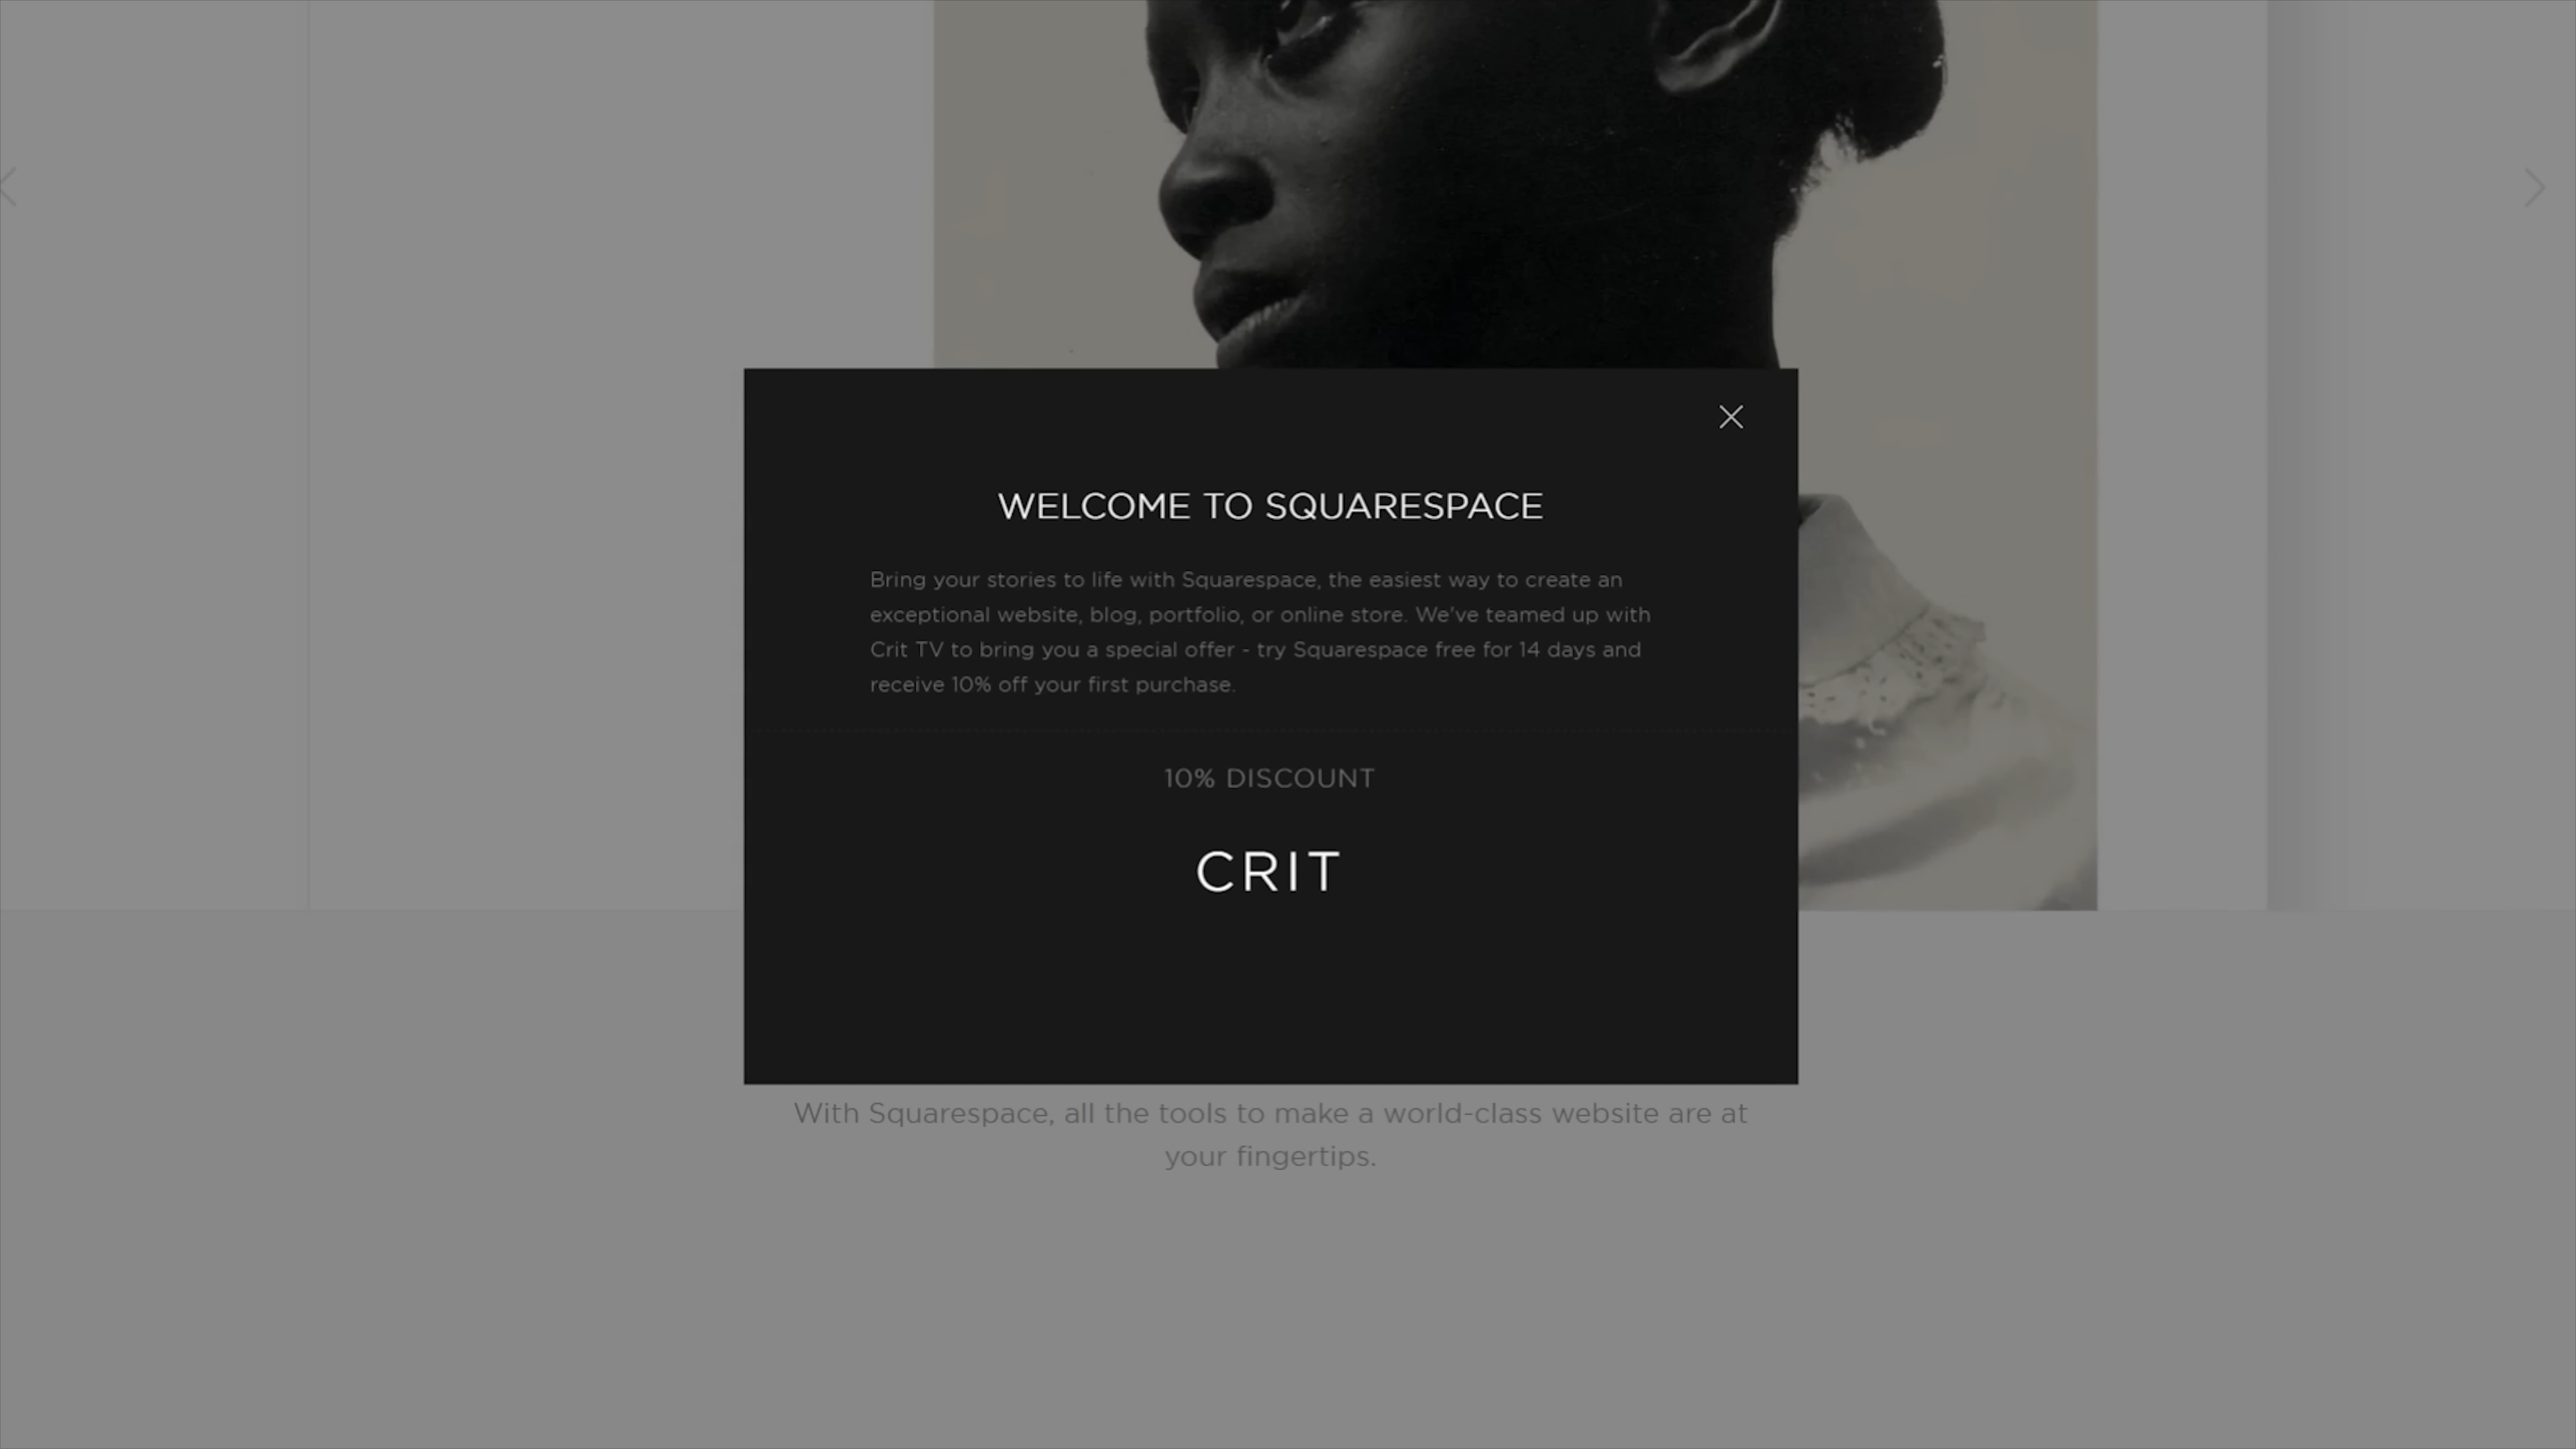 WELCOME TO SQUARESPACE
Bring your stories to life with Squarespace, the easiest way to create an
exceptional website, blog, portfolio, or online store. We've teamed up with
Crit TV to bring you a special offer - try Squarespace free for 14 days and
receive 10% off your first purchase.
10% DISCOUNT
CRIT
With Squarespace, all the tools to make a world-class website are at
your fingertips.